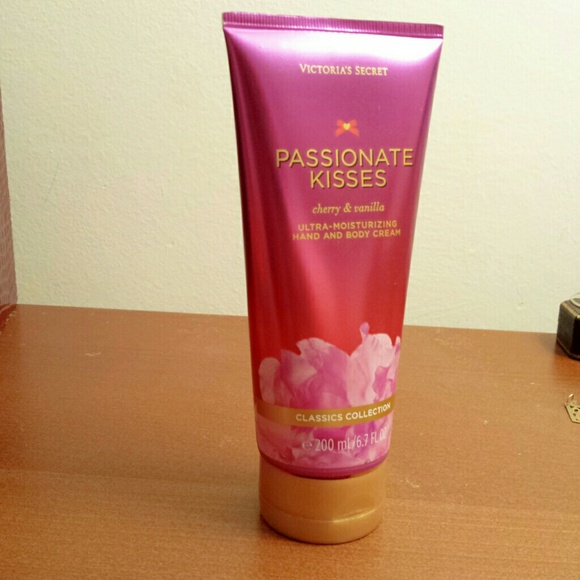 VICTORIA'S SECRET
PASSIONATE
KISSES
cherry & vanilla
ULTRA-MOISTURIZING
HAND AND BODY CREAM
CLASSICS COLLECTION
℮ 200 mL/6.7 FL